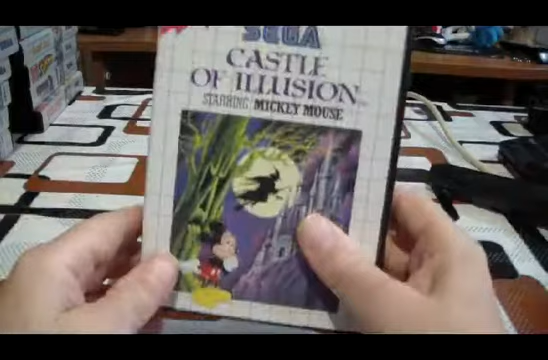 SEGA
CASTLE
OF ILLUSION
STARRING MICKEY MOUSE